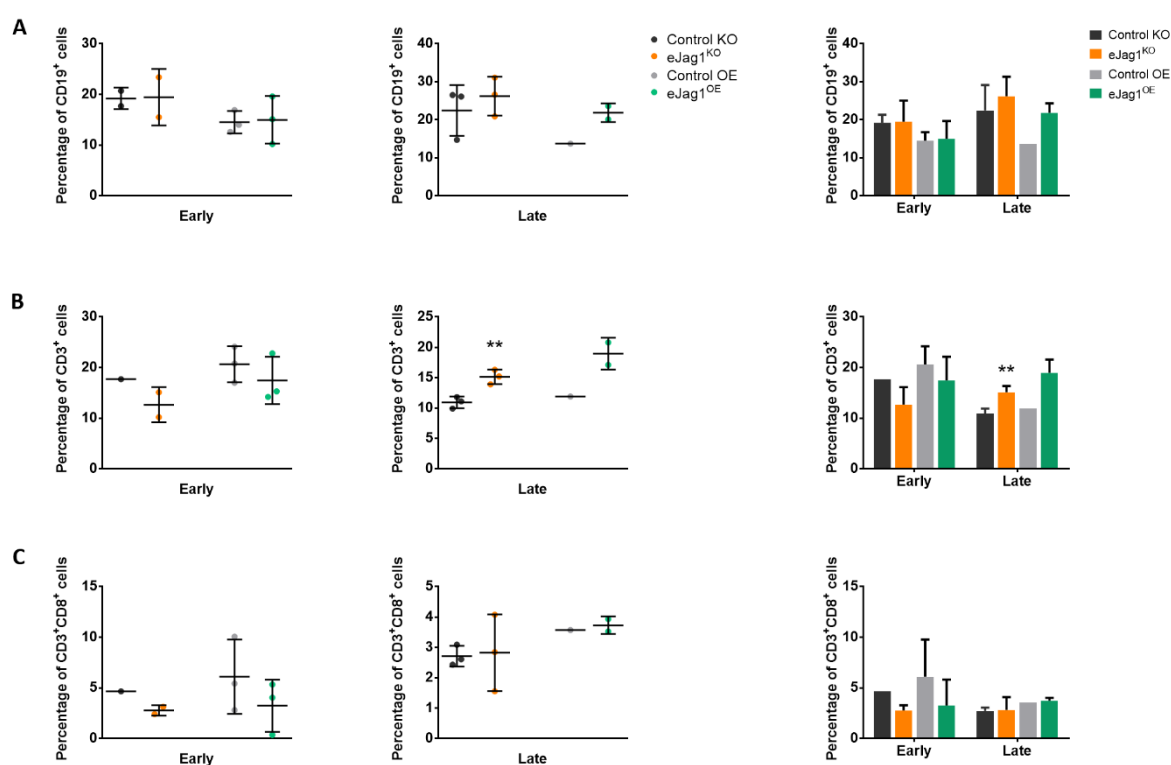 A
Percentage of CD19⁺ cells
30
20
10
0
Early
Percentage of CD19⁺ cells
40
30
20
10
0
Late
Control KO
eJag1ᴷᴼ
Control OE
eJag1ᴼᴱ
Percentage of CD19⁺ cells
40
30
20
10
0
Early Late
Control KO
eJag1ᴷᴼ
Control OE
eJag1ᴼᴱ
B
Percentage of CD3⁺ cells
30
20
10
0
Early
Percentage of CD3⁺ cells
25
20
15
10
5
0
**
Late
Percentage of CD3⁺ cells
30
20
10
0
**
Early Late
C
Percentage of CD3⁺CD8⁺ cells
15
10
5
0
Early
Percentage of CD3⁺CD8⁺ cells
5
4
3
2
1
0
Late
Percentage of CD3⁺CD8⁺ cells
15
10
5
0
Early Late